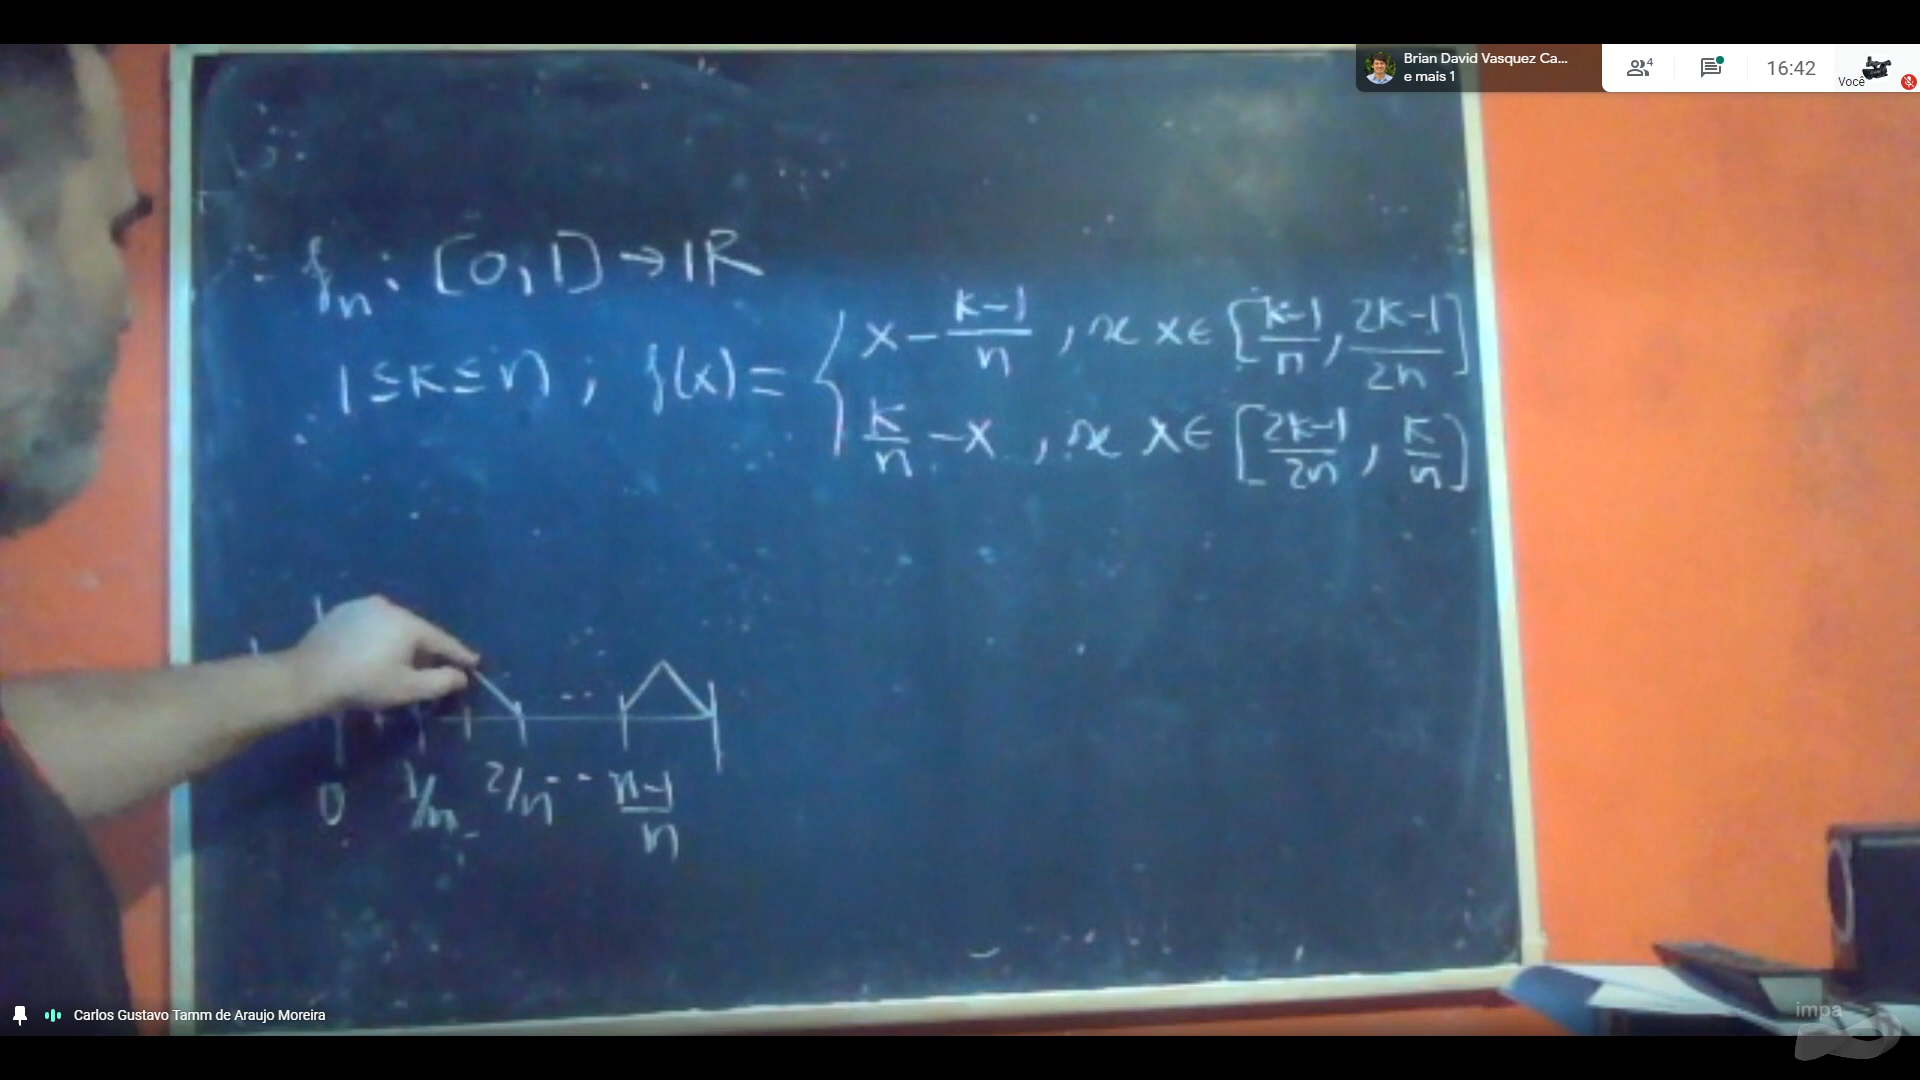 Brian David Vasquez Ca...
e mais 1
4
16:42
Você
fn : [0,1] → IR
1 ≤ k ≤ n ; f(x) = { x - (k-1)/n , se x ∈ [(k-1)/n, (2k-1)/2n]
k/n - x , se x ∈ [(2k-1)/2n, k/n]
0 1/n 2/n -- (n-1)/n
Carlos Gustavo Tamm de Araujo Moreira
impa